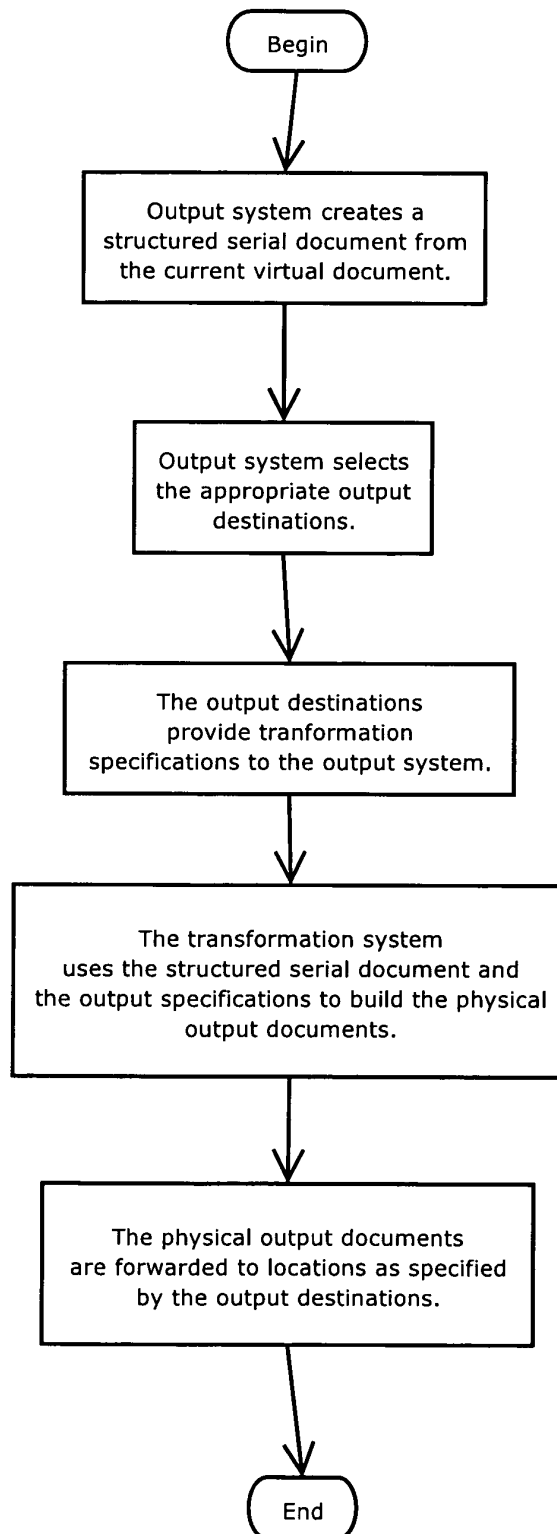 Begin
Output system creates a
structured serial document from
the current virtual document.
Output system selects
the appropriate output
destinations.
The output destinations
provide tranformation
specifications to the output system.
The transformation system
uses the structured serial document and
the output specifications to build the physical
output documents.
The physical output documents
are forwarded to locations as specified
by the output destinations.
End